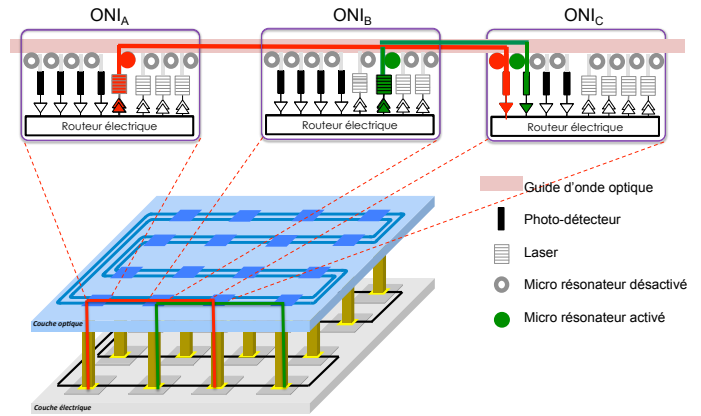 ONIA
ONIB
ONIC
Routeur électrique
Routeur électrique
Routeur électrique
Guide d'onde optique
Photo-détecteur
Laser
Micro résonateur désactivé
Micro résonateur activé
Couche optique
Couche électrique